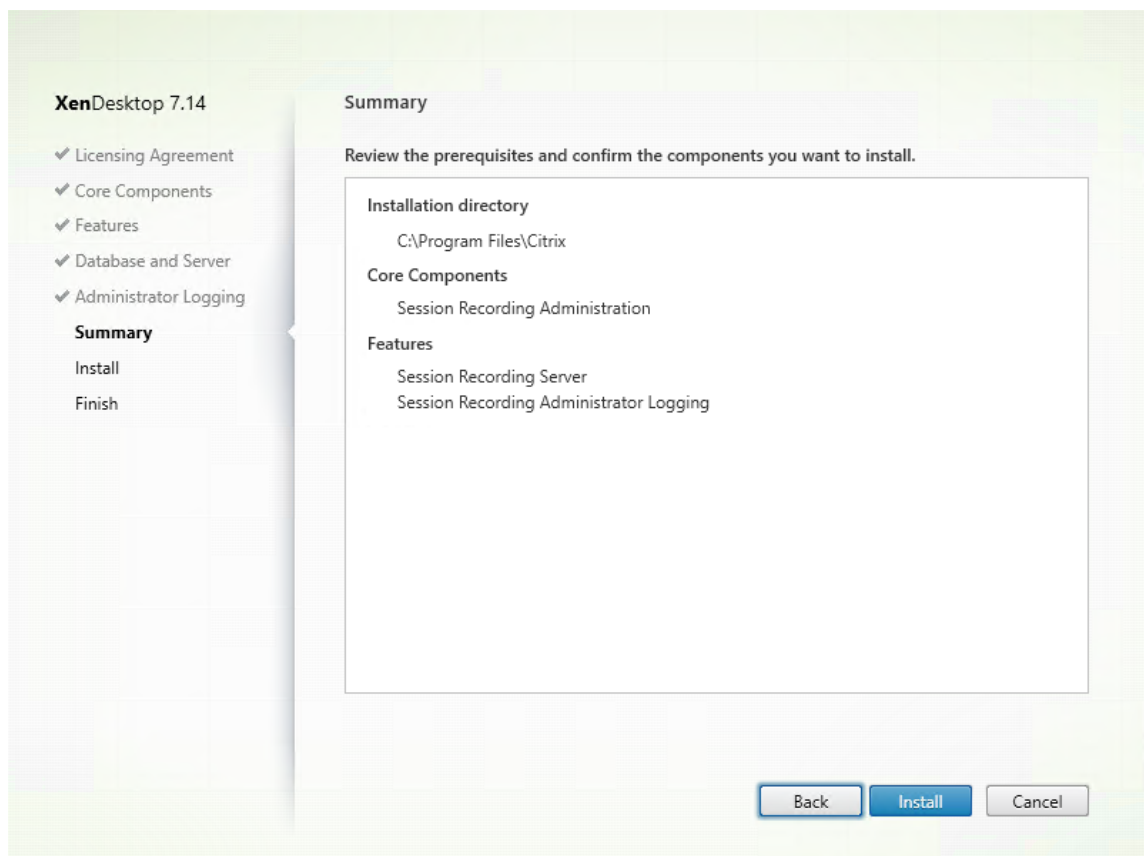 XenDesktop 7.14
Licensing Agreement
Core Components
Features
Database and Server
Administrator Logging
Summary
Install
Finish
Summary
Review the prerequisites and confirm the components you want to install.
Installation directory
C:\Program Files\Citrix
Core Components
Session Recording Administration
Features
Session Recording Server
Session Recording Administrator Logging
Back
Install
Cancel